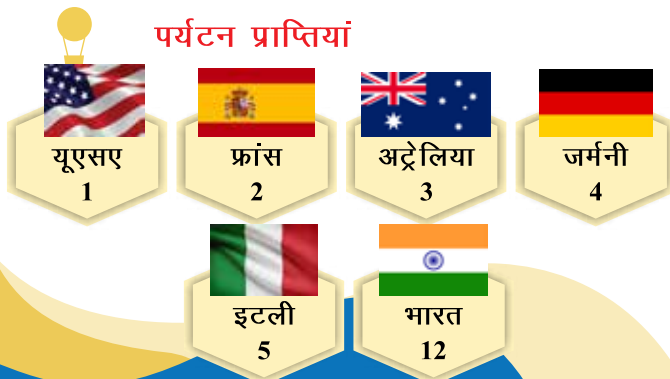 पर्यटन प्राप्तियां
यूएसए
1
फ्रांस
2
अट्रेलिया
3
जर्मनी
4
इटली
5
भारत
12